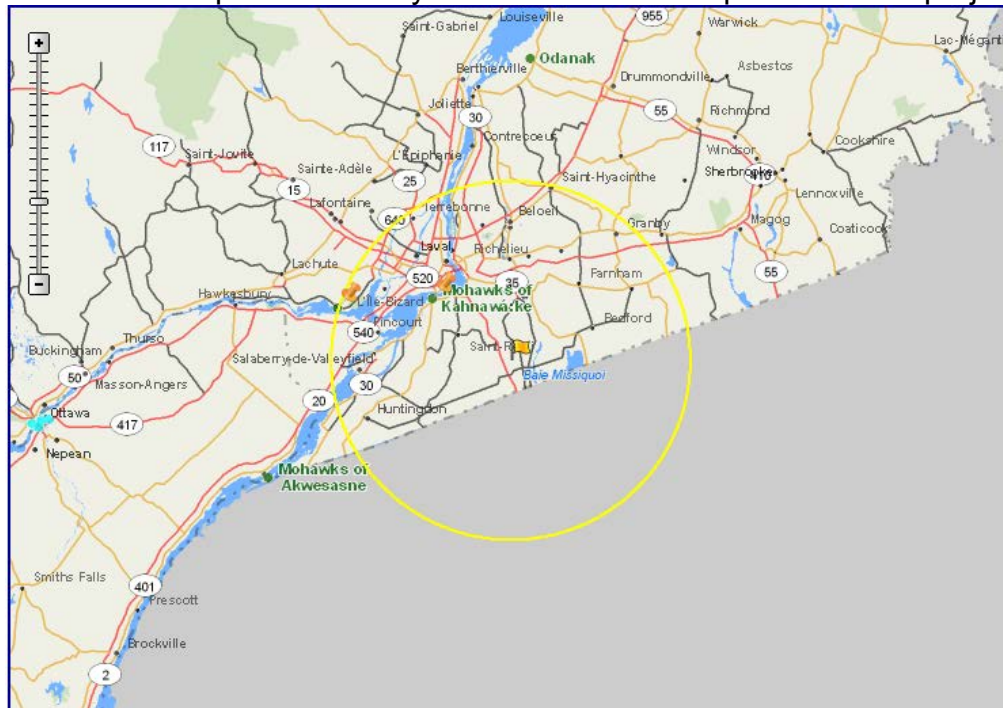 955
Louiseville
Saint-Gabriel
Warwick
Lac-Mégant
Odanak
Berthierville
Drummondville
Asbestos
Joliette
30
55
Richmond
Contrecoeur
117
Saint-Jovite
L'Epiphanie
Windsor
Cookshire
Sainte-Adèle
25
Sherbrooke
410
15
Saint-Hyacinthe
Lennoxville
Lafontaine
640
Terrebonne
Beloeil
Granby
Magog
Coaticook
Laval
Richelieu
Lachute
520
35
Farnham
55
Hawkesbury
L'Île-Bizard
Mohawks of
Kahnawá:ke
Bedford
Thurso
540
Pincourt
Buckingham
Salaberry-de-Valleyfield
Baie Missiquoi
50
Masson-Angers
30
20
Huntingdon
Ottawa
417
Nepean
Mohawks of
Akwesasne
Smiths Falls
401
Prescott
Brockville
2